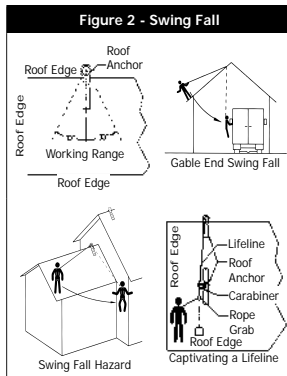 Figure 2 - Swing Fall
Roof
Anchor
Roof Edge
Roof Edge
Working Range
Roof Edge
Gable End Swing Fall
Swing Fall Hazard
Roof Edge
Lifeline
Roof
Anchor
Carabiner
Rope
Grab
Roof Edge
Captivating a Lifeline